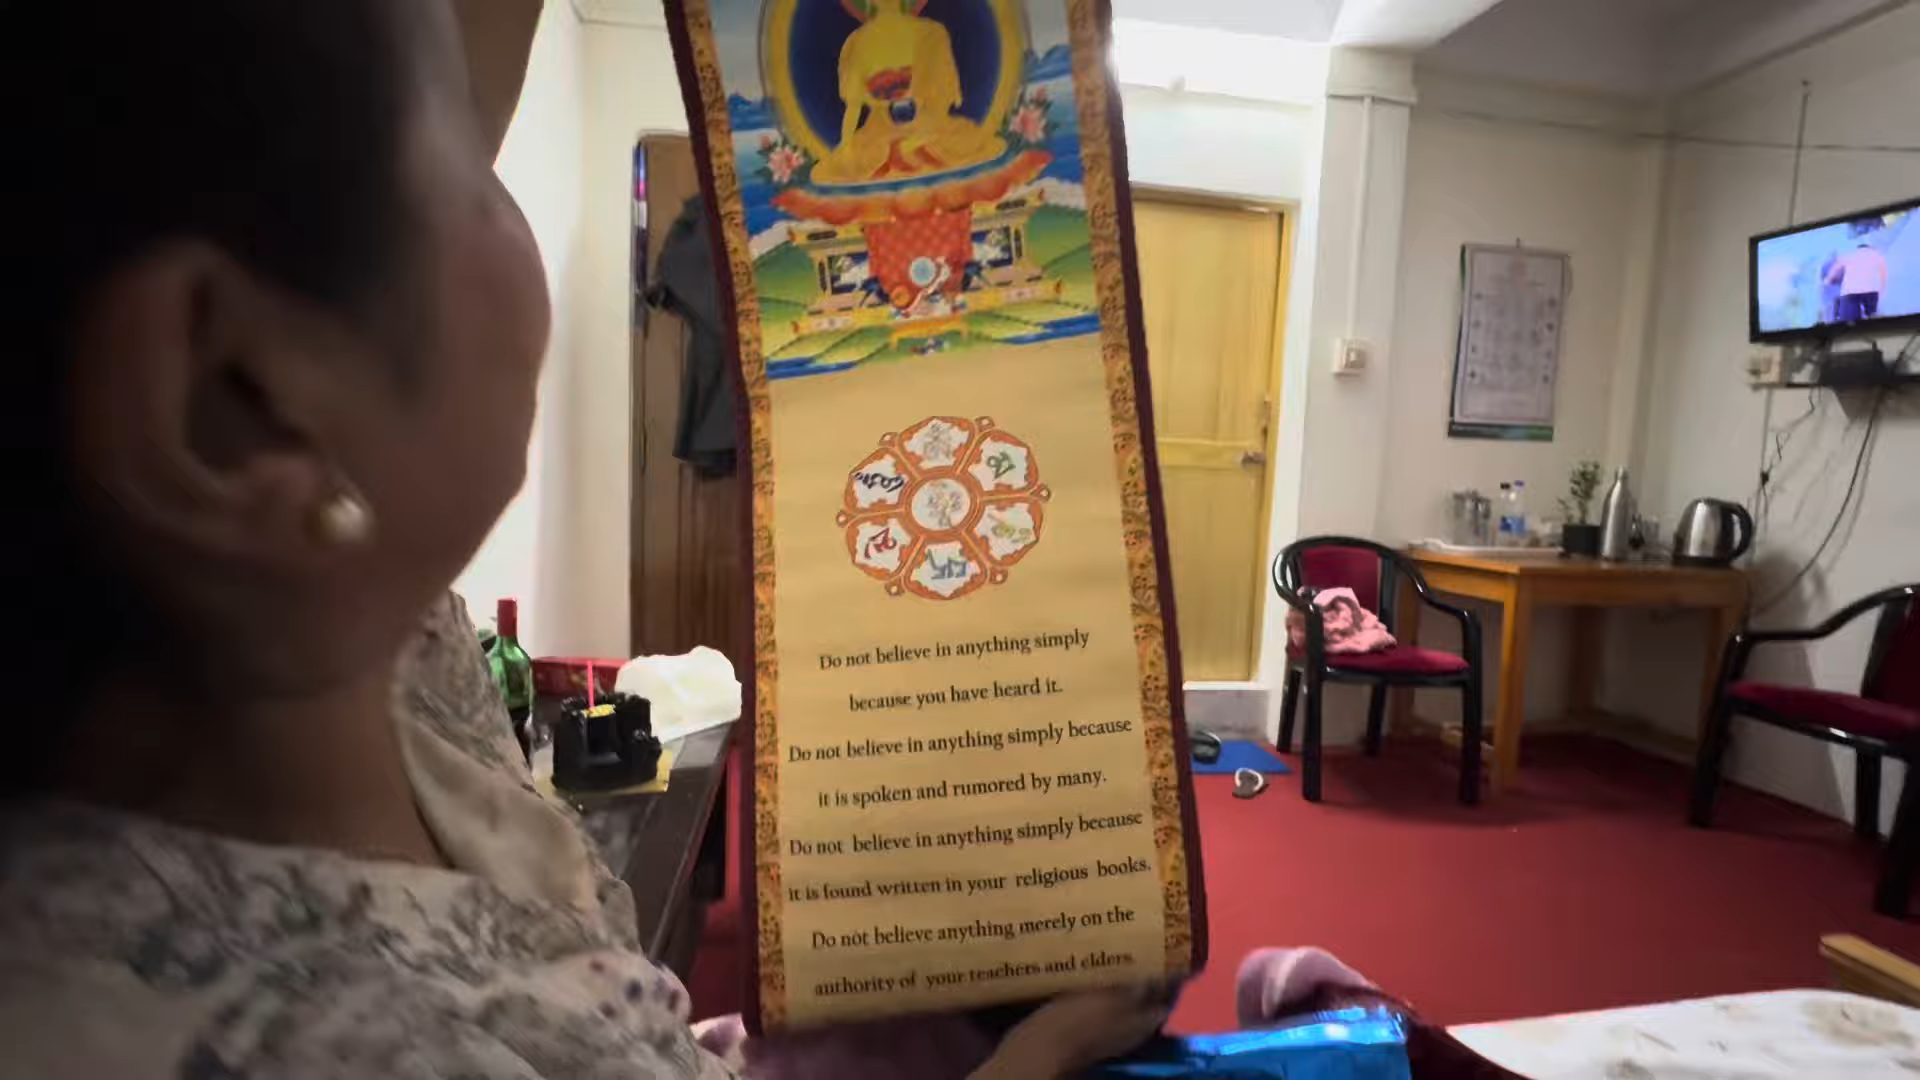 Do not believe in anything simply
because you have heard it.
Do not believe in anything simply because
it is spoken and rumored by many.
Do not believe in anything simply because
it is found written in your religious books.
Do not believe anything merely on the
authority of your teachers and elders.